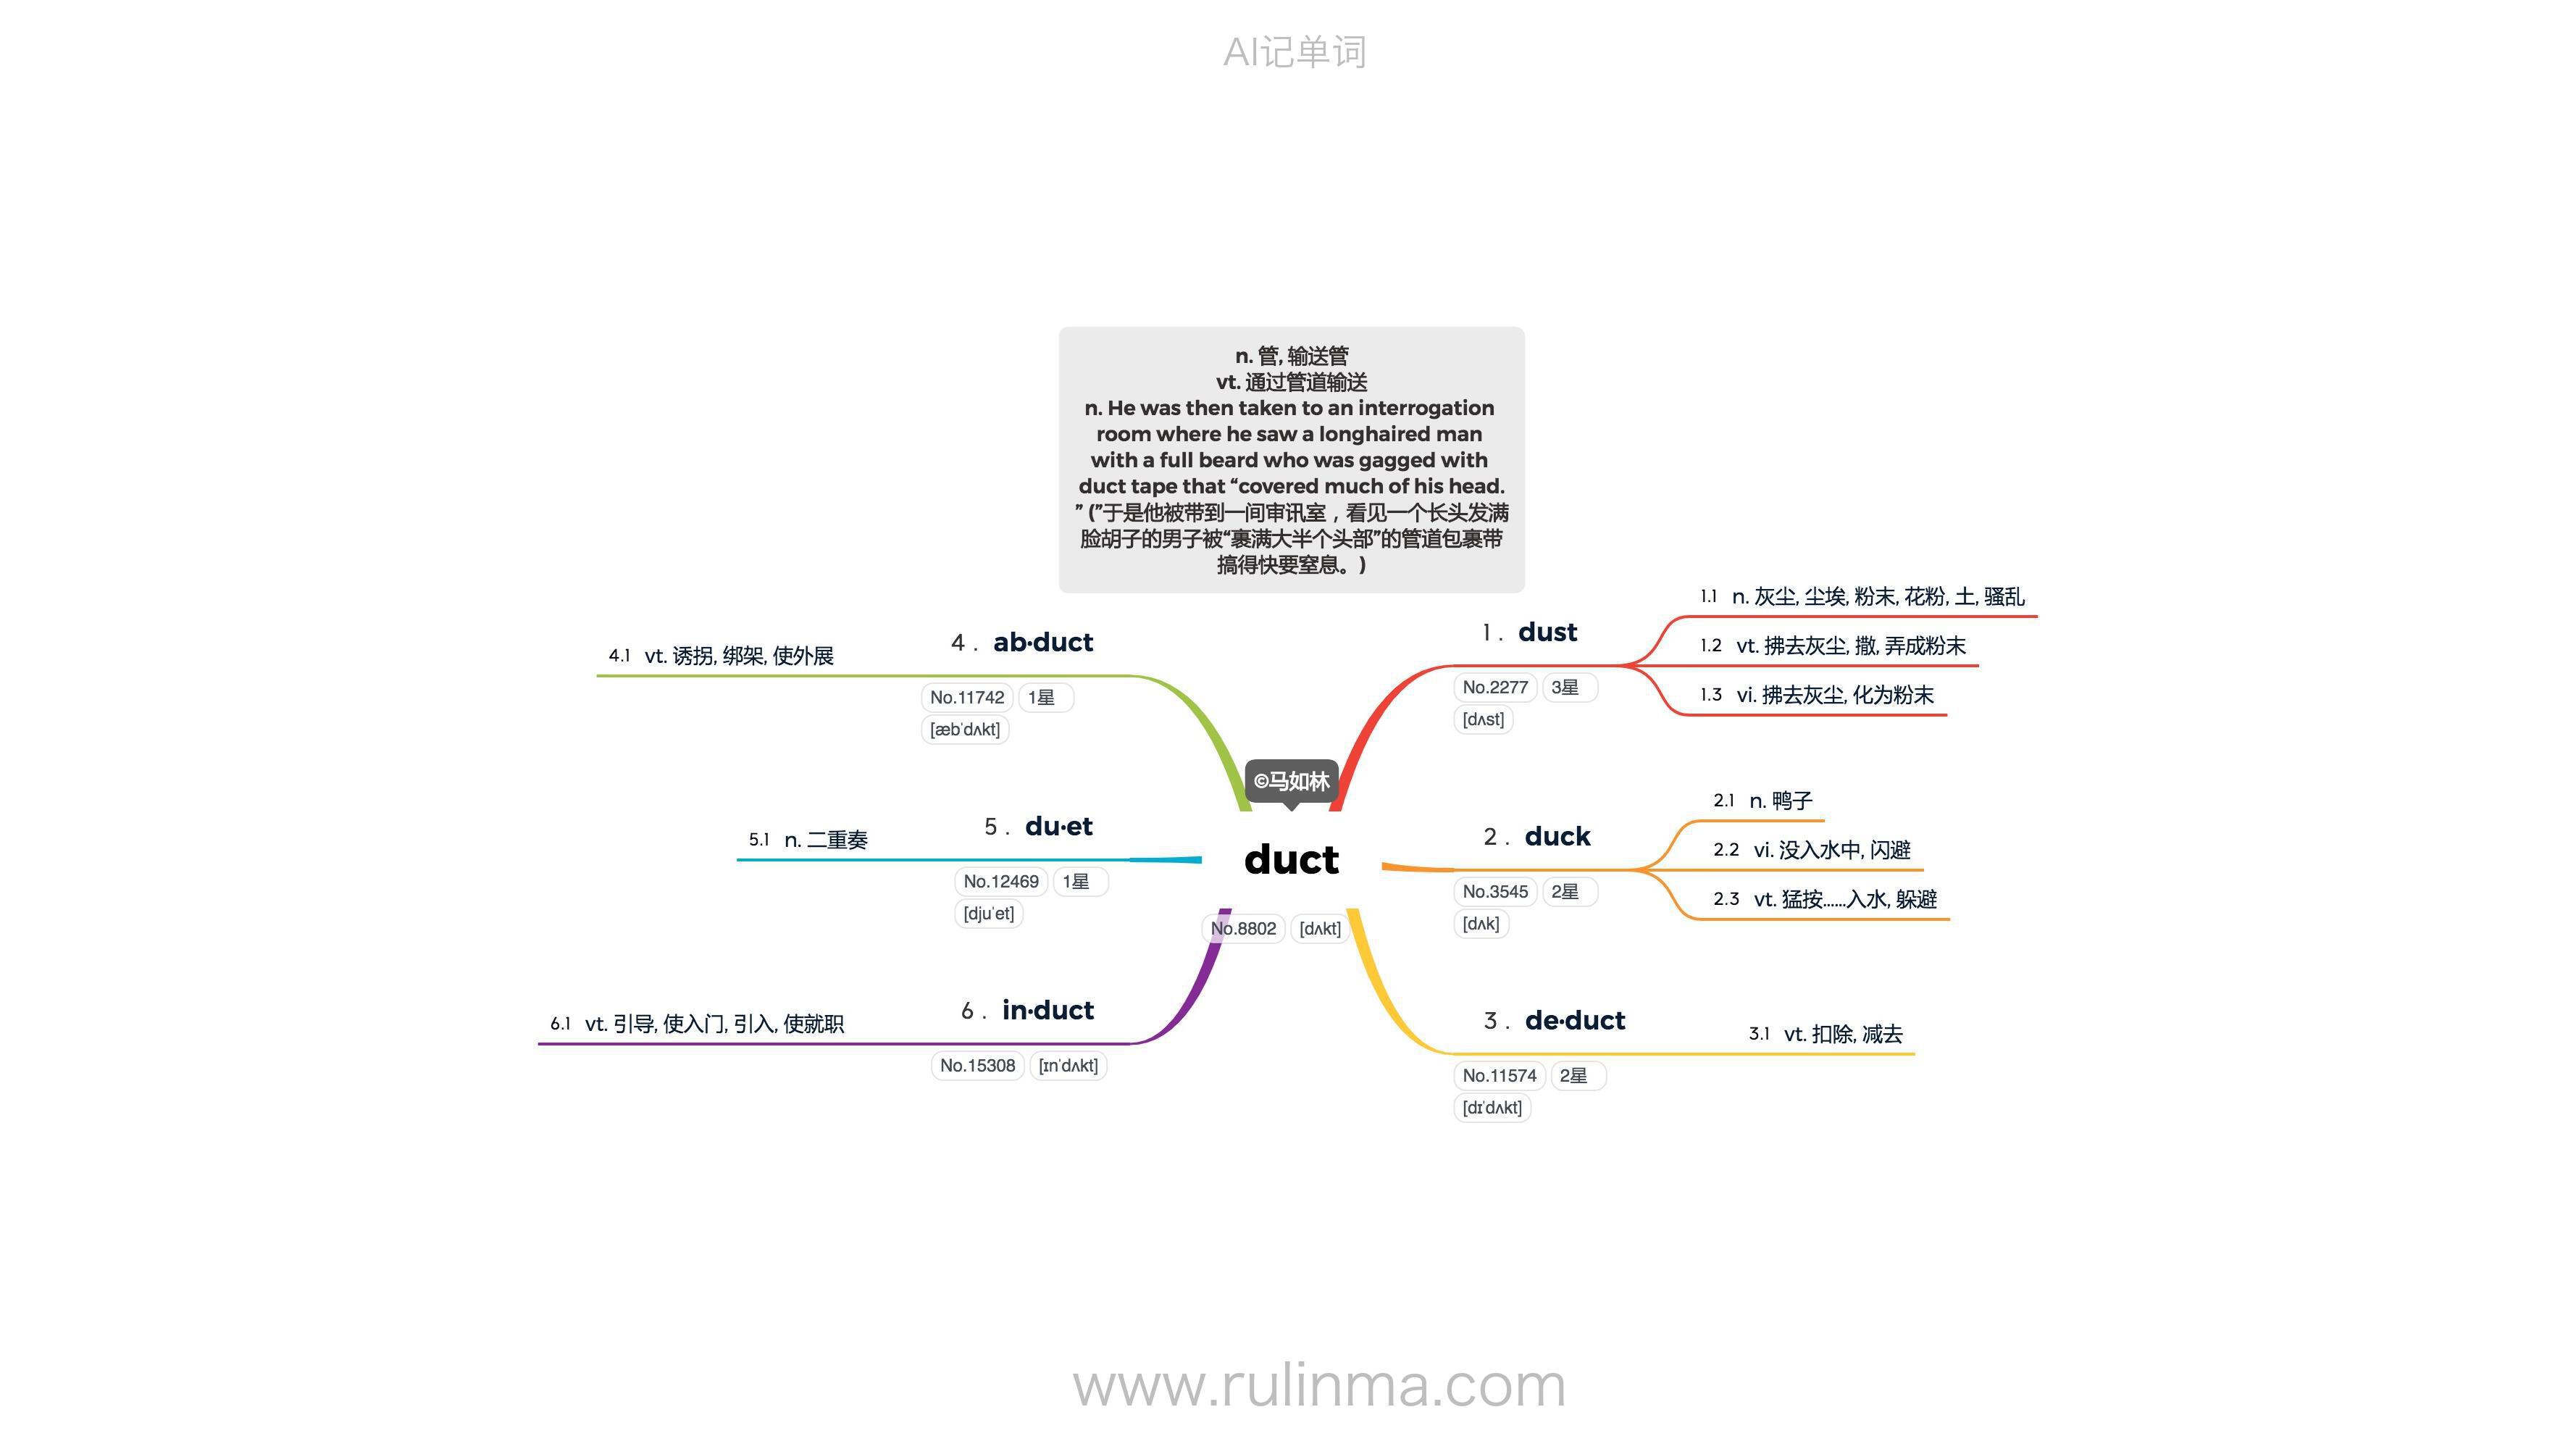 AI记单词
n. 管, 输送管
vt. 通过管道输送
n. He was then taken to an interrogation
room where he saw a longhaired man
with a full beard who was gagged with
duct tape that “covered much of his head.
” (”于是他被带到一间审讯室，看见一个长头发满
脸胡子的男子被“裹满大半个头部”的管道包裹带
搞得快要窒息。)
©马如林
duct
No.8802 [dʌkt]
1. dust
No.2277 3星
[dʌst]
1.1 n. 灰尘, 尘埃, 粉末, 花粉, 土, 骚乱
1.2 vt. 拂去灰尘, 撒, 弄成粉末
1.3 vi. 拂去灰尘, 化为粉末
2. duck
No.3545 2星
[dʌk]
2.1 n. 鸭子
2.2 vi. 没入水中, 闪避
2.3 vt. 猛按……入水, 躲避
3. de·duct
No.11574 2星
[dɪˈdʌkt]
3.1 vt. 扣除, 减去
4. ab·duct
No.11742 1星
[æbˈdʌkt]
4.1 vt. 诱拐, 绑架, 使外展
5. du·et
No.12469 1星
[djuˈet]
5.1 n. 二重奏
6. in·duct
No.15308 [ɪnˈdʌkt]
6.1 vt. 引导, 使入门, 引入, 使就职
www.rulinma.com